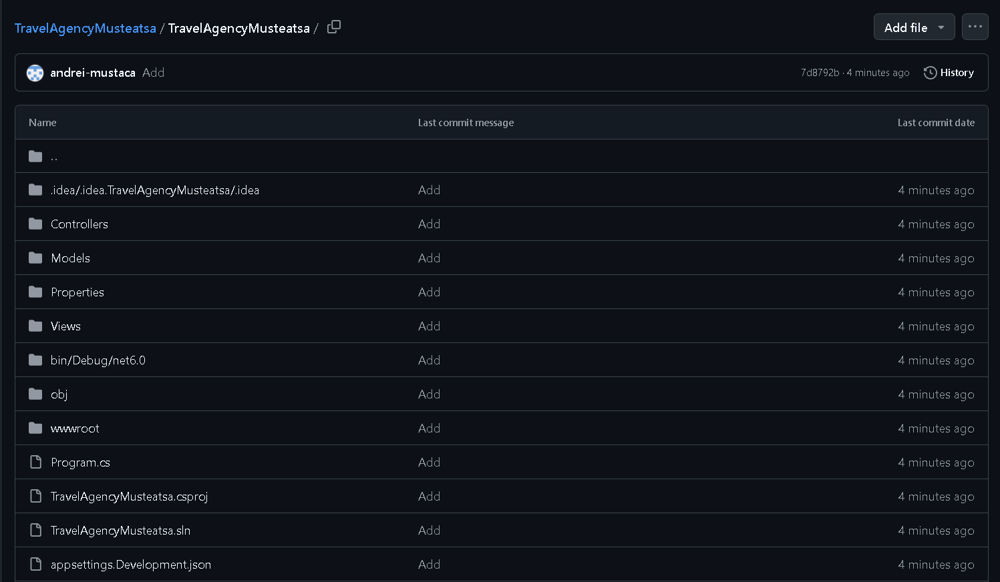 TravelAgencyMusteatsa / TravelAgencyMusteatsa /
Add file
andrei-mustaca Add
7d8792b · 4 minutes ago
History
Name Last commit message Last commit date
..
.idea/.idea.TravelAgencyMusteatsa/.idea Add 4 minutes ago
Controllers Add 4 minutes ago
Models Add 4 minutes ago
Properties Add 4 minutes ago
Views Add 4 minutes ago
bin/Debug/net6.0 Add 4 minutes ago
obj Add 4 minutes ago
wwwroot Add 4 minutes ago
Program.cs Add 4 minutes ago
TravelAgencyMusteatsa.csproj Add 4 minutes ago
TravelAgencyMusteatsa.sln Add 4 minutes ago
appsettings.Development.json Add 4 minutes ago